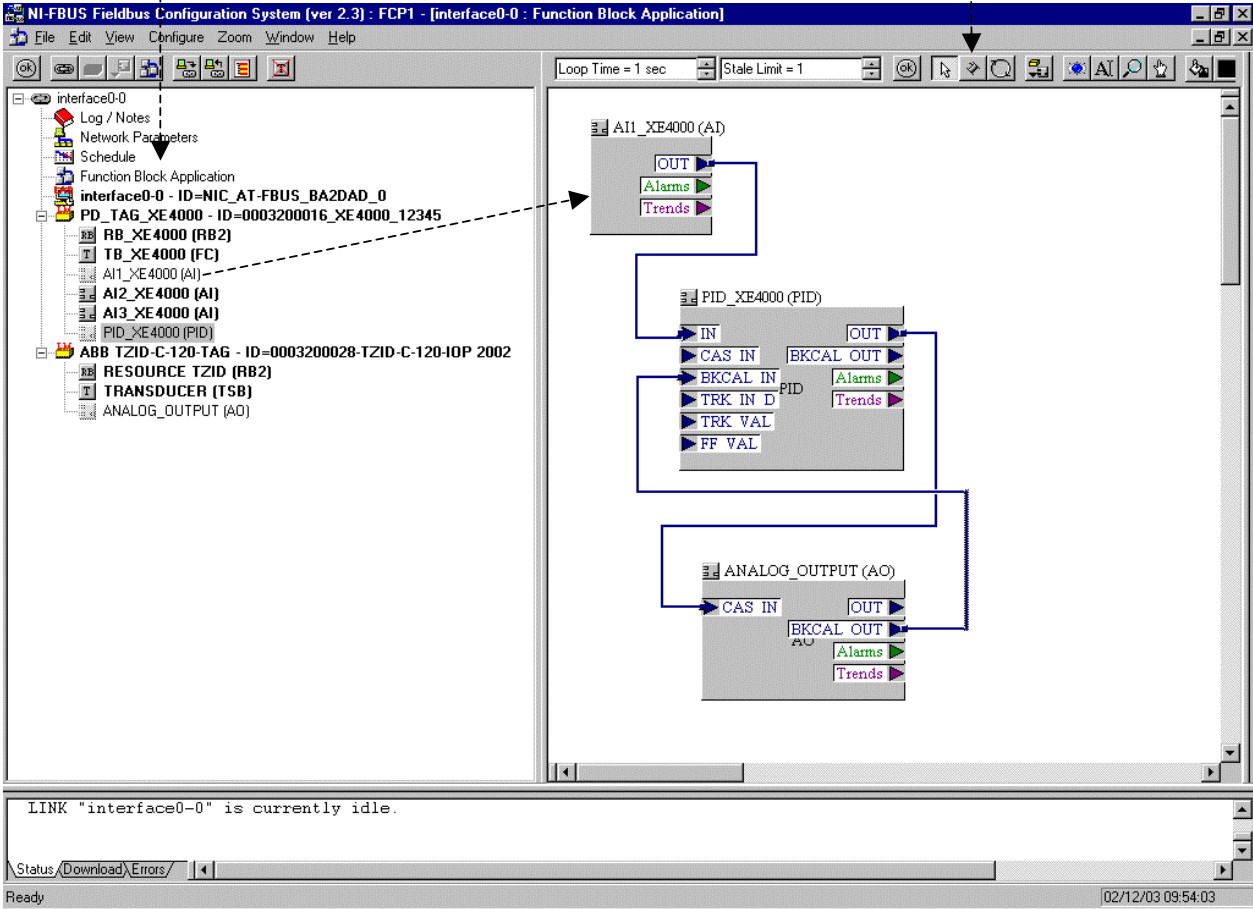 NI-FBUS Fieldbus Configuration System (ver 2.3) : FCP1 - [interface0-0 : Function Block Application]
File Edit View Configure Zoom Window Help
Loop Time = 1 sec Stale Limit = 1
interface0-0
Log / Notes
Network Parameters
Schedule
Function Block Application
interface0-0 - ID=NIC_AT-FBUS_BA2DAD_0
PD_TAG_XE4000 - ID=0003200016_XE4000_12345
RB_XE4000 (RB2)
TB_XE4000 (FC)
AI1_XE4000 (AI)
AI2_XE4000 (AI)
AI3_XE4000 (AI)
PID_XE4000 (PID)
ABB TZID-C-120-TAG - ID=0003200028-TZID-C-120-IOP 2002
RESOURCE TZID (RB2)
TRANSDUCER (TSB)
ANALOG_OUTPUT (AO)
AI1_XE4000 (AI)
OUT
Alarms
Trends
PID_XE4000 (PID)
IN OUT
CAS IN BKCAL OUT
BKCAL IN Alarms
PID
TRK IN D Trends
TRK VAL
FF VAL
ANALOG_OUTPUT (AO)
CAS IN OUT
BKCAL OUT
AO
Alarms
Trends
LINK "interface0-0" is currently idle.
Status Download Errors
Ready 02/12/03 09:54:03